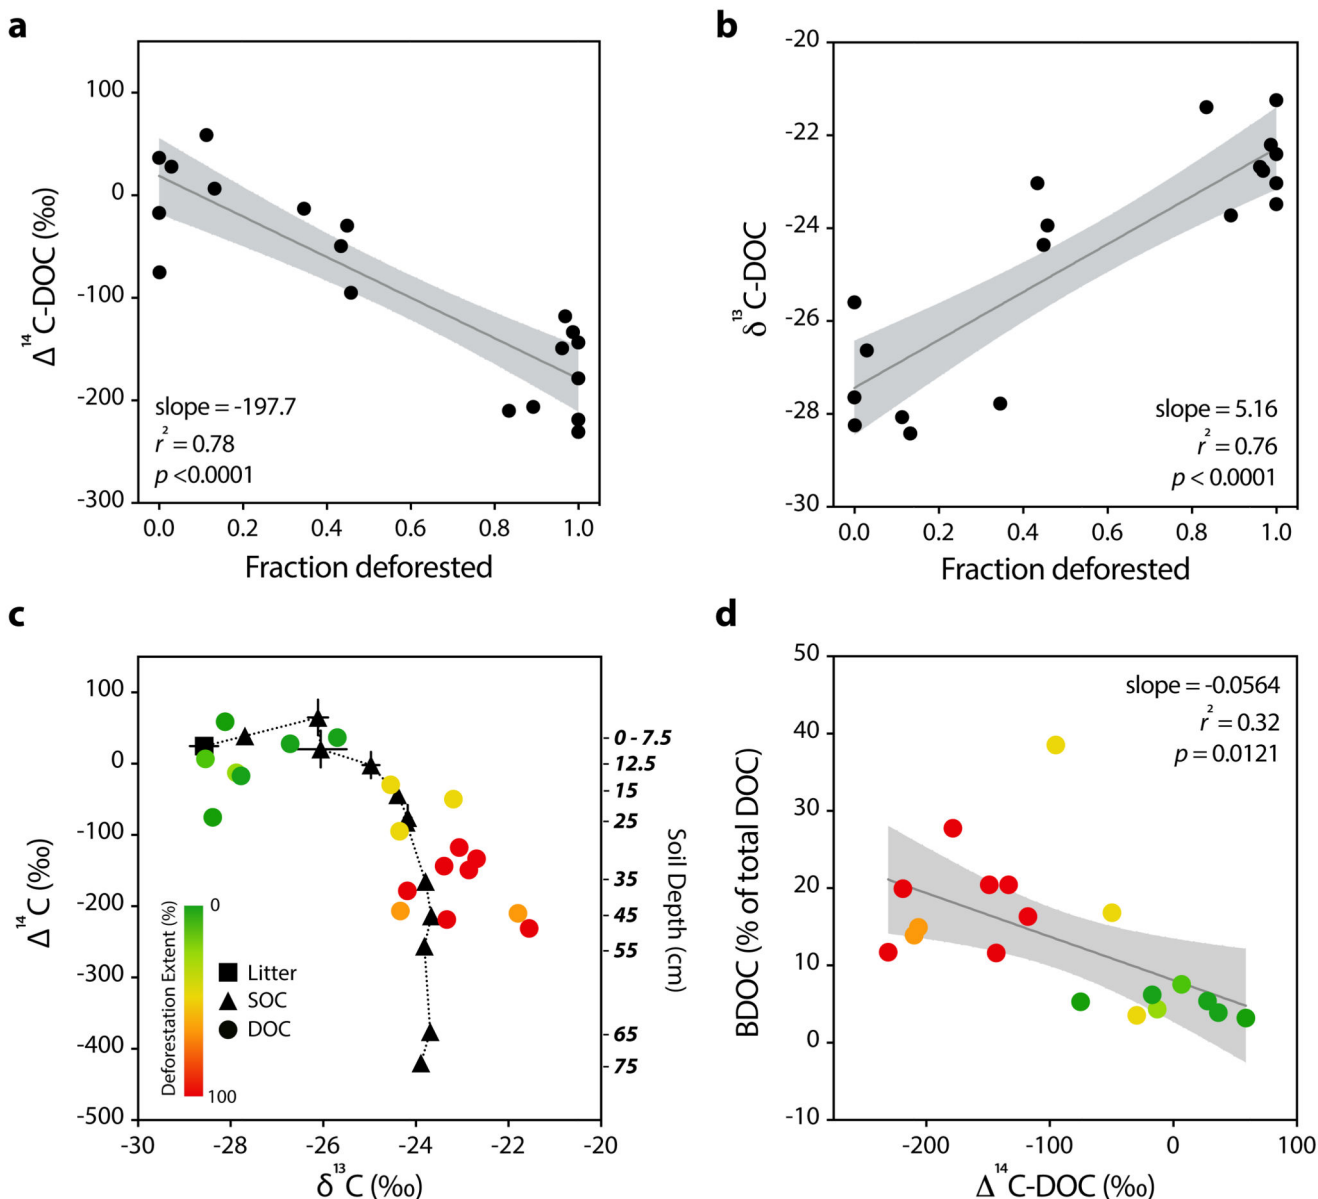 a
Δ¹⁴C-DOC (‰)
100
0
-100
-200
-300
slope = -197.7
r² = 0.78
p <0.0001
0.0 0.2 0.4 0.6 0.8 1.0
Fraction deforested
b
δ¹³C-DOC
-20
-22
-24
-26
-28
-30
slope = 5.16
r² = 0.76
p < 0.0001
0.0 0.2 0.4 0.6 0.8 1.0
Fraction deforested
c
Δ¹⁴C (‰)
100
0
-100
-200
-300
-400
-500
Deforestation Extent (%)
0
100
Litter
SOC
DOC
0 - 7.5
12.5
15
25
35
45
55
65
75
Soil Depth (cm)
-30 -28 -26 -24 -22 -20
δ¹³C (‰)
d
BDOC (% of total DOC)
50
40
30
20
10
0
-10
slope = -0.0564
r² = 0.32
p = 0.0121
-200 -100 0 100
Δ¹⁴C-DOC (‰)